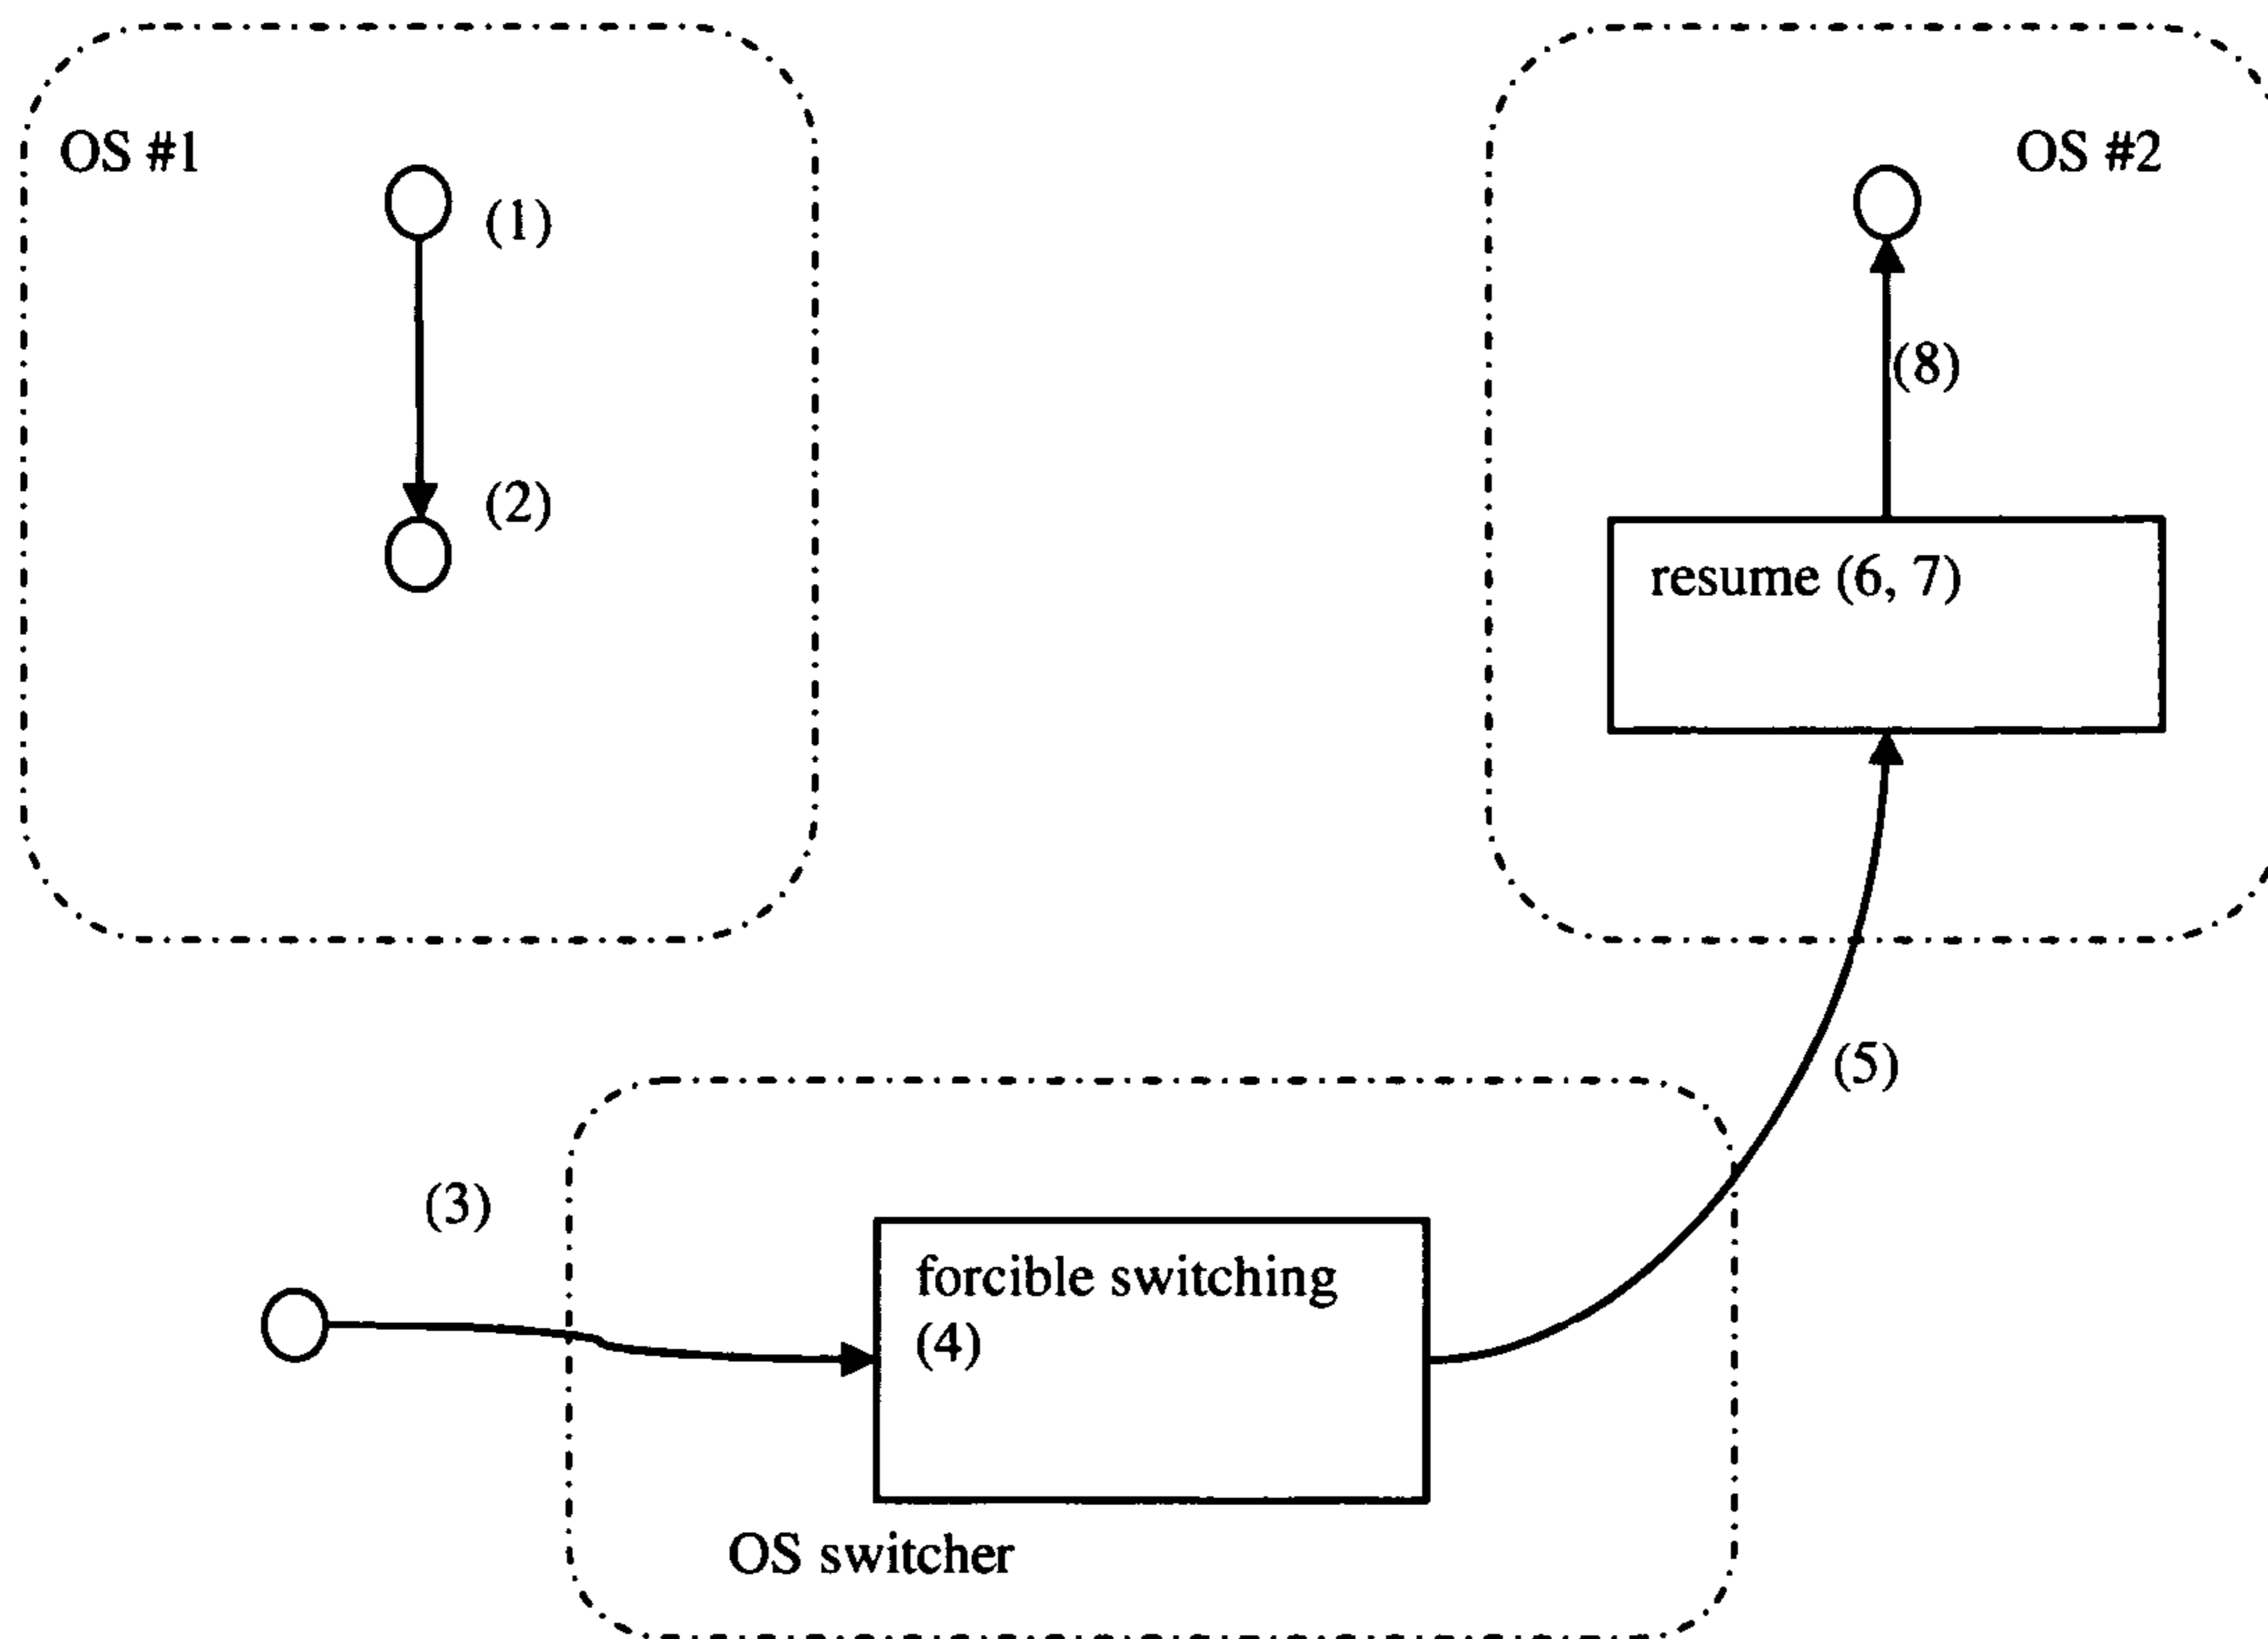 OS #1
(1)
(2)
OS #2
(8)
resume (6, 7)
(5)
(3)
forcible switching
(4)
OS switcher